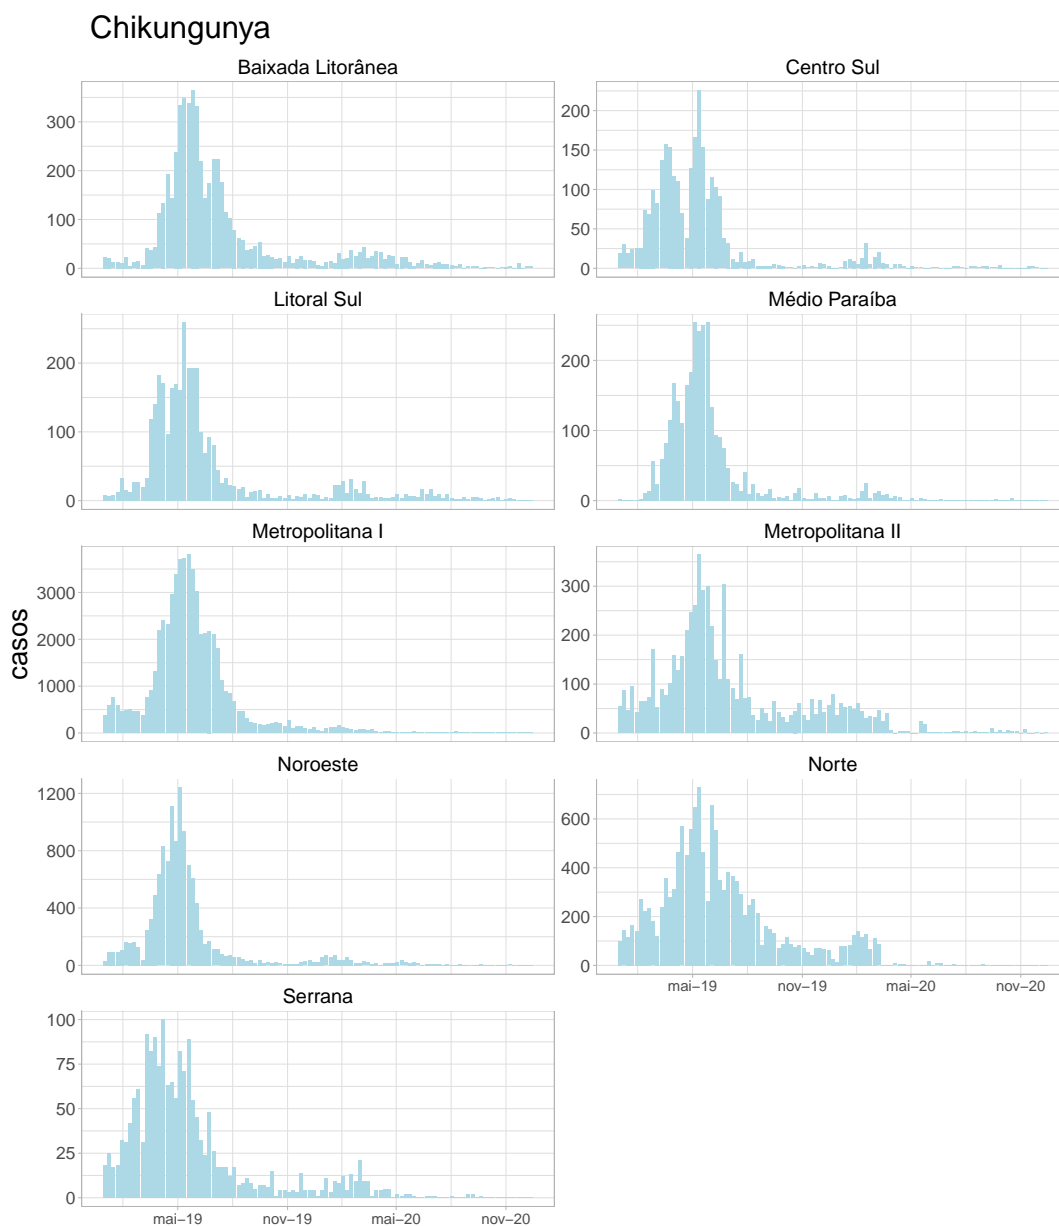 Chikungunya
Baixada Litorânea
Centro Sul
300
200
100
0
200
150
100
50
0
Litoral Sul
Médio Paraíba
200
100
0
200
100
0
Metropolitana I
Metropolitana II
3000
2000
1000
0
300
200
100
0
casos
Noroeste
Norte
1200
800
400
0
600
400
200
0
mai−19 nov−19 mai−20 nov−20
Serrana
100
75
50
25
0
mai−19 nov−19 mai−20 nov−20